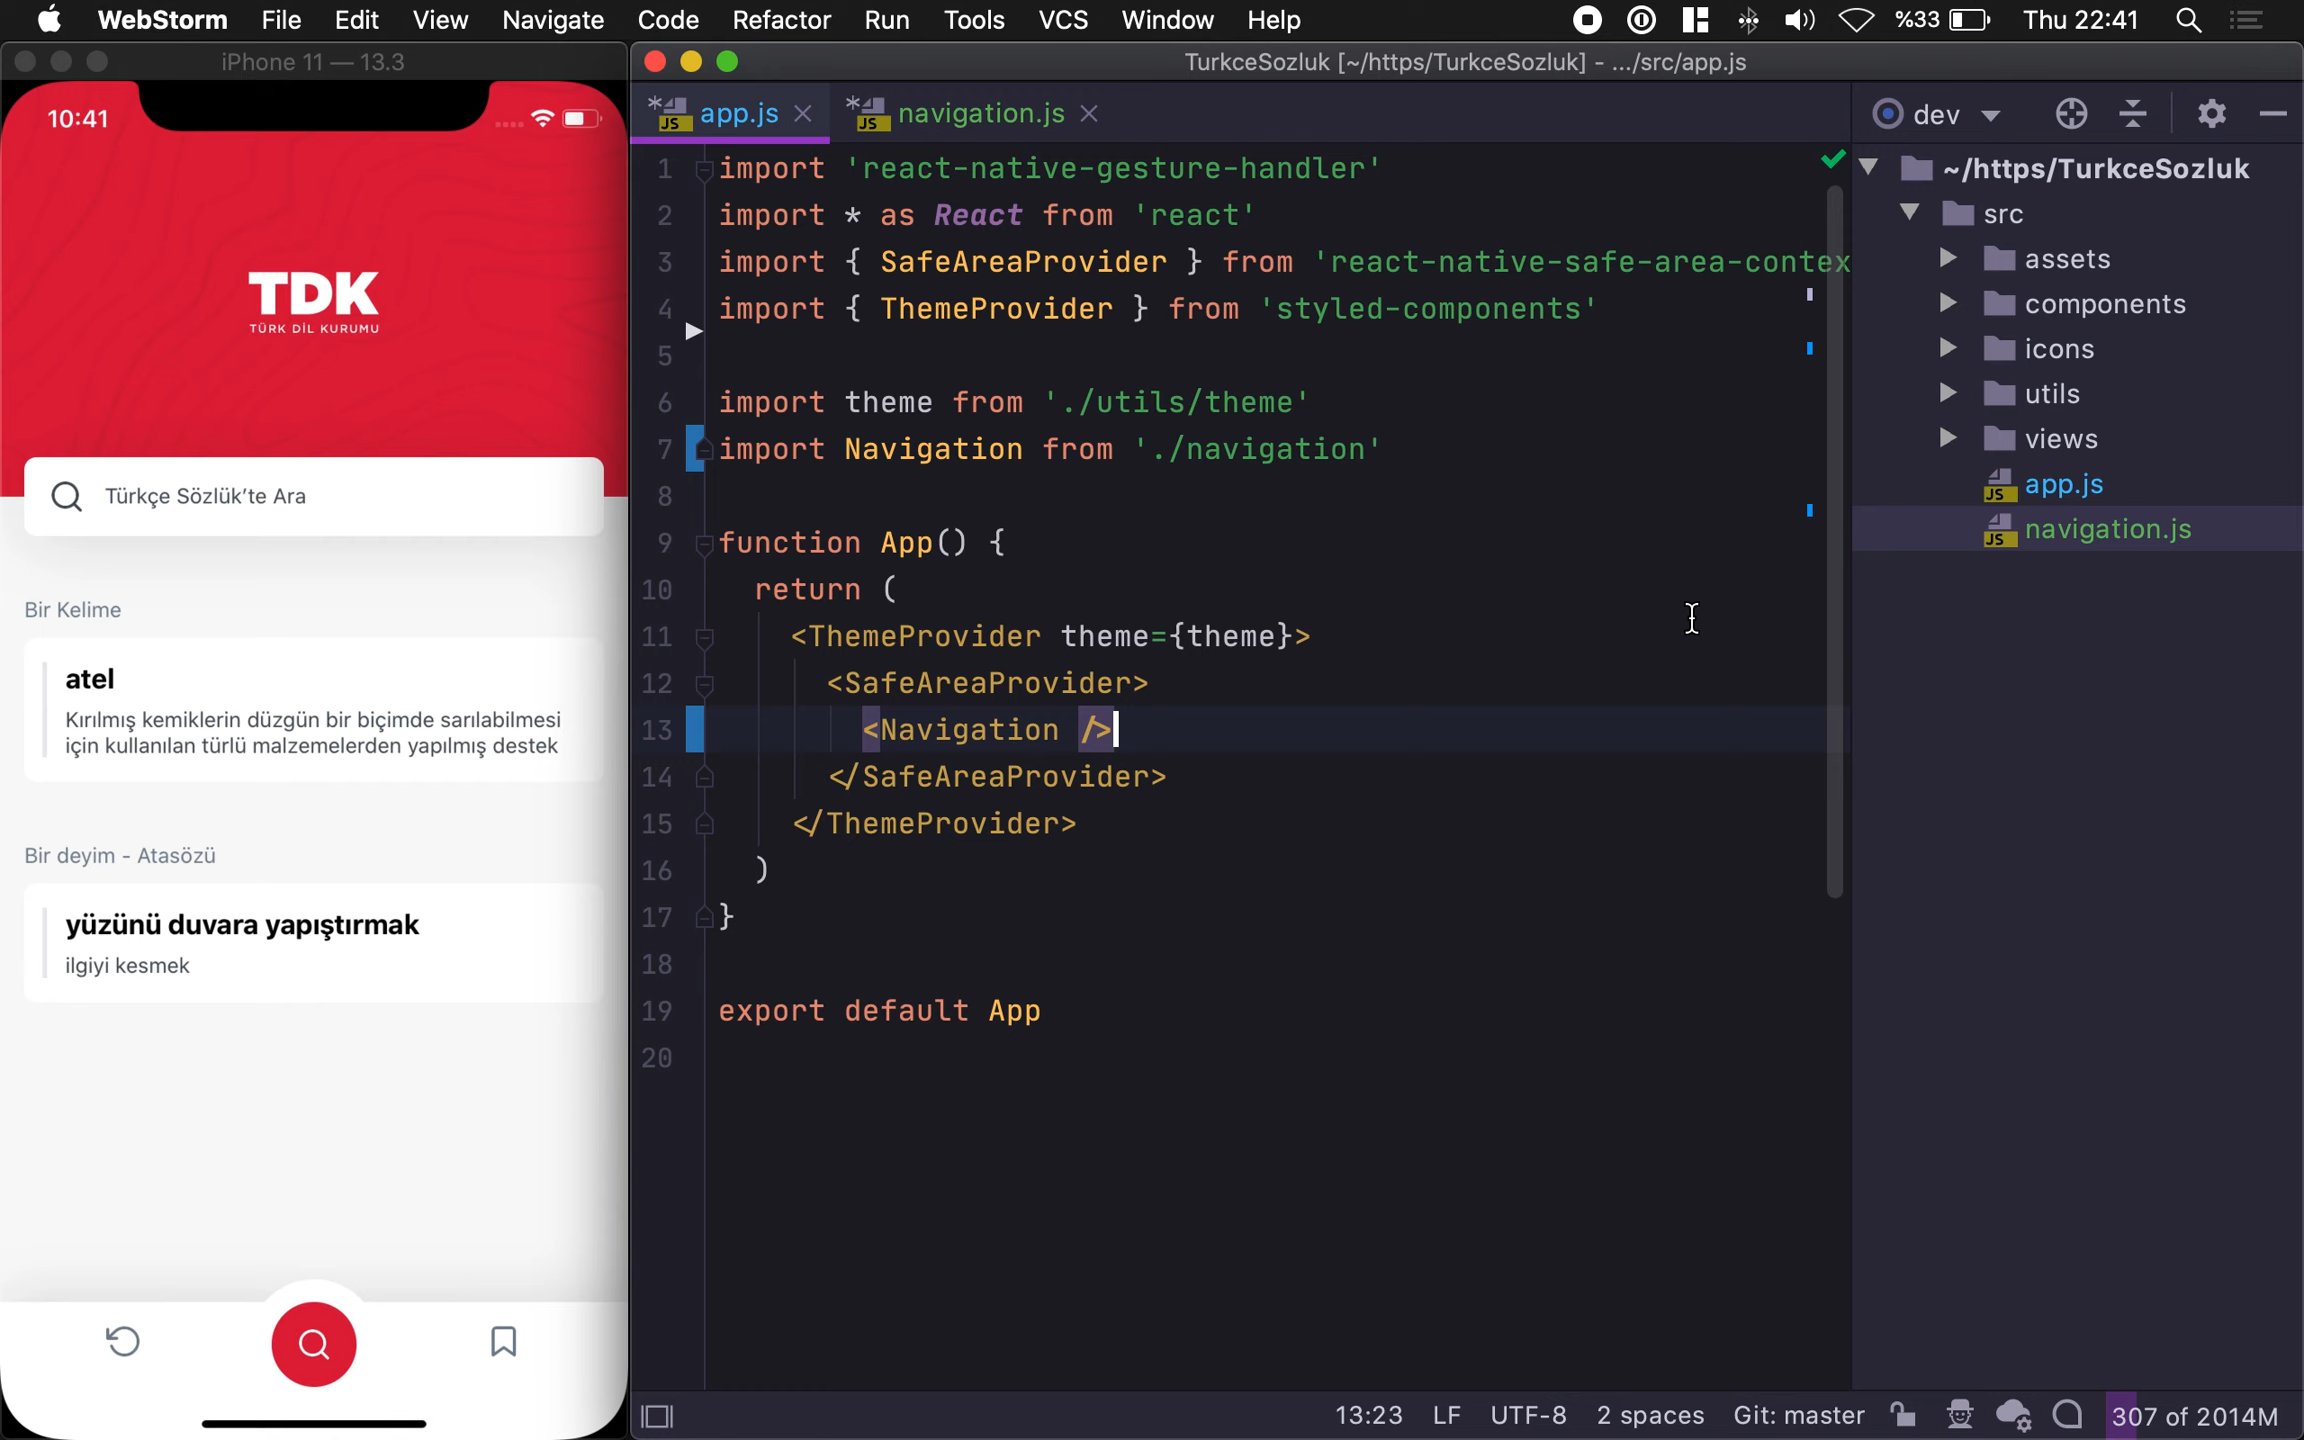 WebStorm File Edit View Navigate Code Refactor Run Tools VCS Window Help %33 Thu 22:41
iPhone 11 — 13.3
10:41
TDK
TÜRK DİL KURUMU
Türkçe Sözlük’te Ara
Bir Kelime
atel
Kırılmış kemiklerin düzgün bir biçimde sarılabilmesi
için kullanılan türlü malzemelerden yapılmış destek
Bir deyim - Atasözü
yüzünü duvara yapıştırmak
ilgiyi kesmek
TurkceSozluk [~/https/TurkceSozluk] - .../src/app.js
*JS app.js *JS navigation.js
1 import 'react-native-gesture-handler'
2 import * as React from 'react'
3 import { SafeAreaProvider } from 'react-native-safe-area-contex
4 import { ThemeProvider } from 'styled-components'
5
6 import theme from './utils/theme'
7 import Navigation from './navigation'
8
9 function App() {
10 return (
11 <ThemeProvider theme={theme}>
12 <SafeAreaProvider>
13 <Navigation />
14 </SafeAreaProvider>
15 </ThemeProvider>
16 )
17 }
18
19 export default App
20
dev
~/https/TurkceSozluk
src
assets
components
icons
utils
views
JS app.js
JS navigation.js
13:23 LF UTF-8 2 spaces Git: master 307 of 2014M